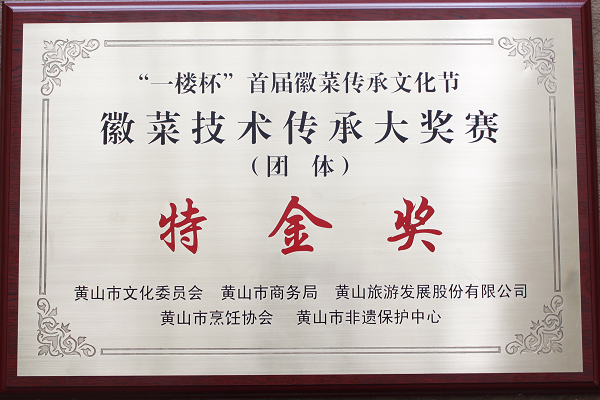 “一楼杯”首届徽菜传承文化节
徽菜技术传承大奖赛
（团 体）
特金奖
黄山市文化委员会 黄山市商务局 黄山旅游发展股份有限公司
黄山市烹饪协会 黄山市非遗保护中心